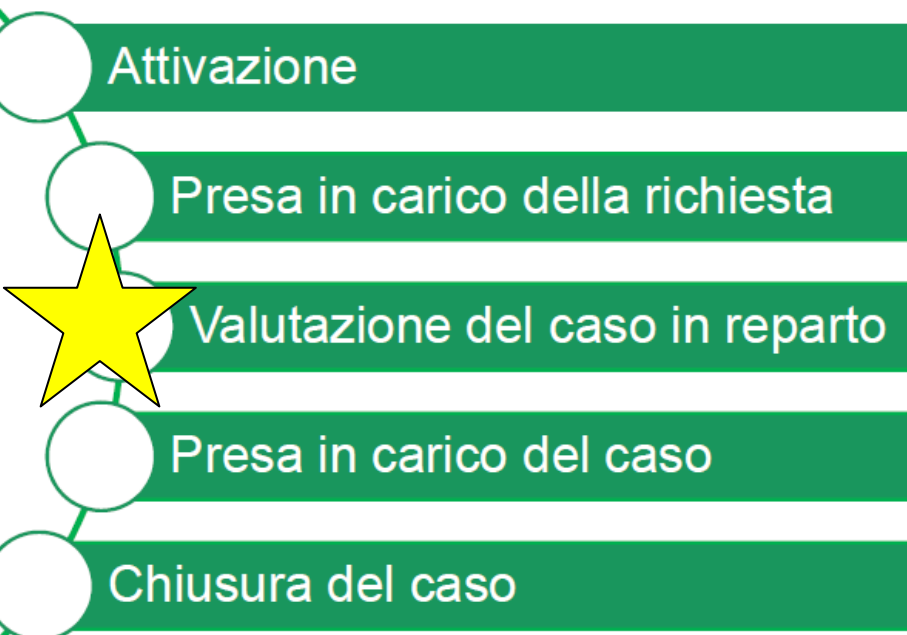 Attivazione
Presa in carico della richiesta
Valutazione del caso in reparto
Presa in carico del caso
Chiusura del caso